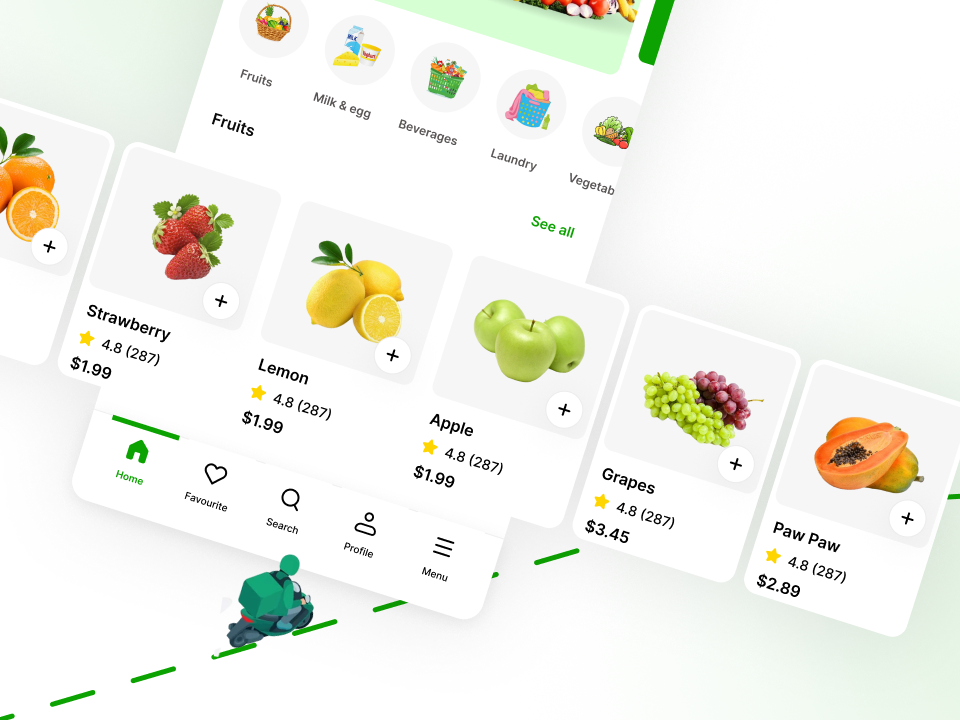 Fruits
Milk & egg
Beverages
Laundry
Vegetab
Fruits
See all
Strawberry
4.8 (287)
$1.99
Lemon
4.8 (287)
$1.99
Apple
4.8 (287)
$1.99
Grapes
4.8 (287)
$3.45
Paw Paw
4.8 (287)
$2.89
Home
Favourite
Search
Profile
Menu